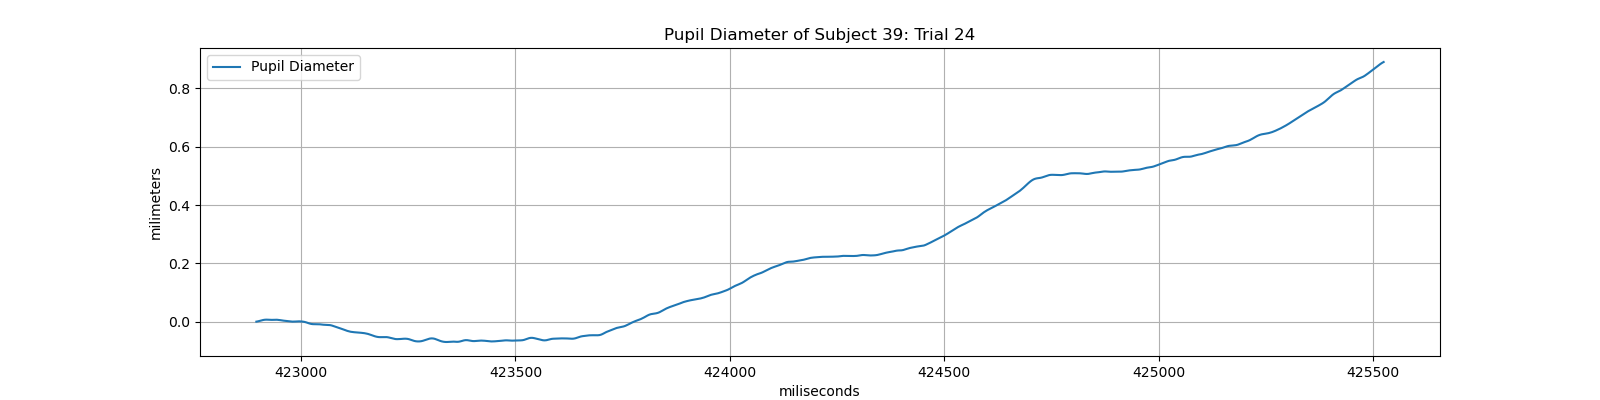 Pupil Diameter of Subject 39: Trial 24
Pupil Diameter
0.8
0.6
0.4
0.2
0.0
milimeters
423000 423500 424000 424500 425000 425500
miliseconds